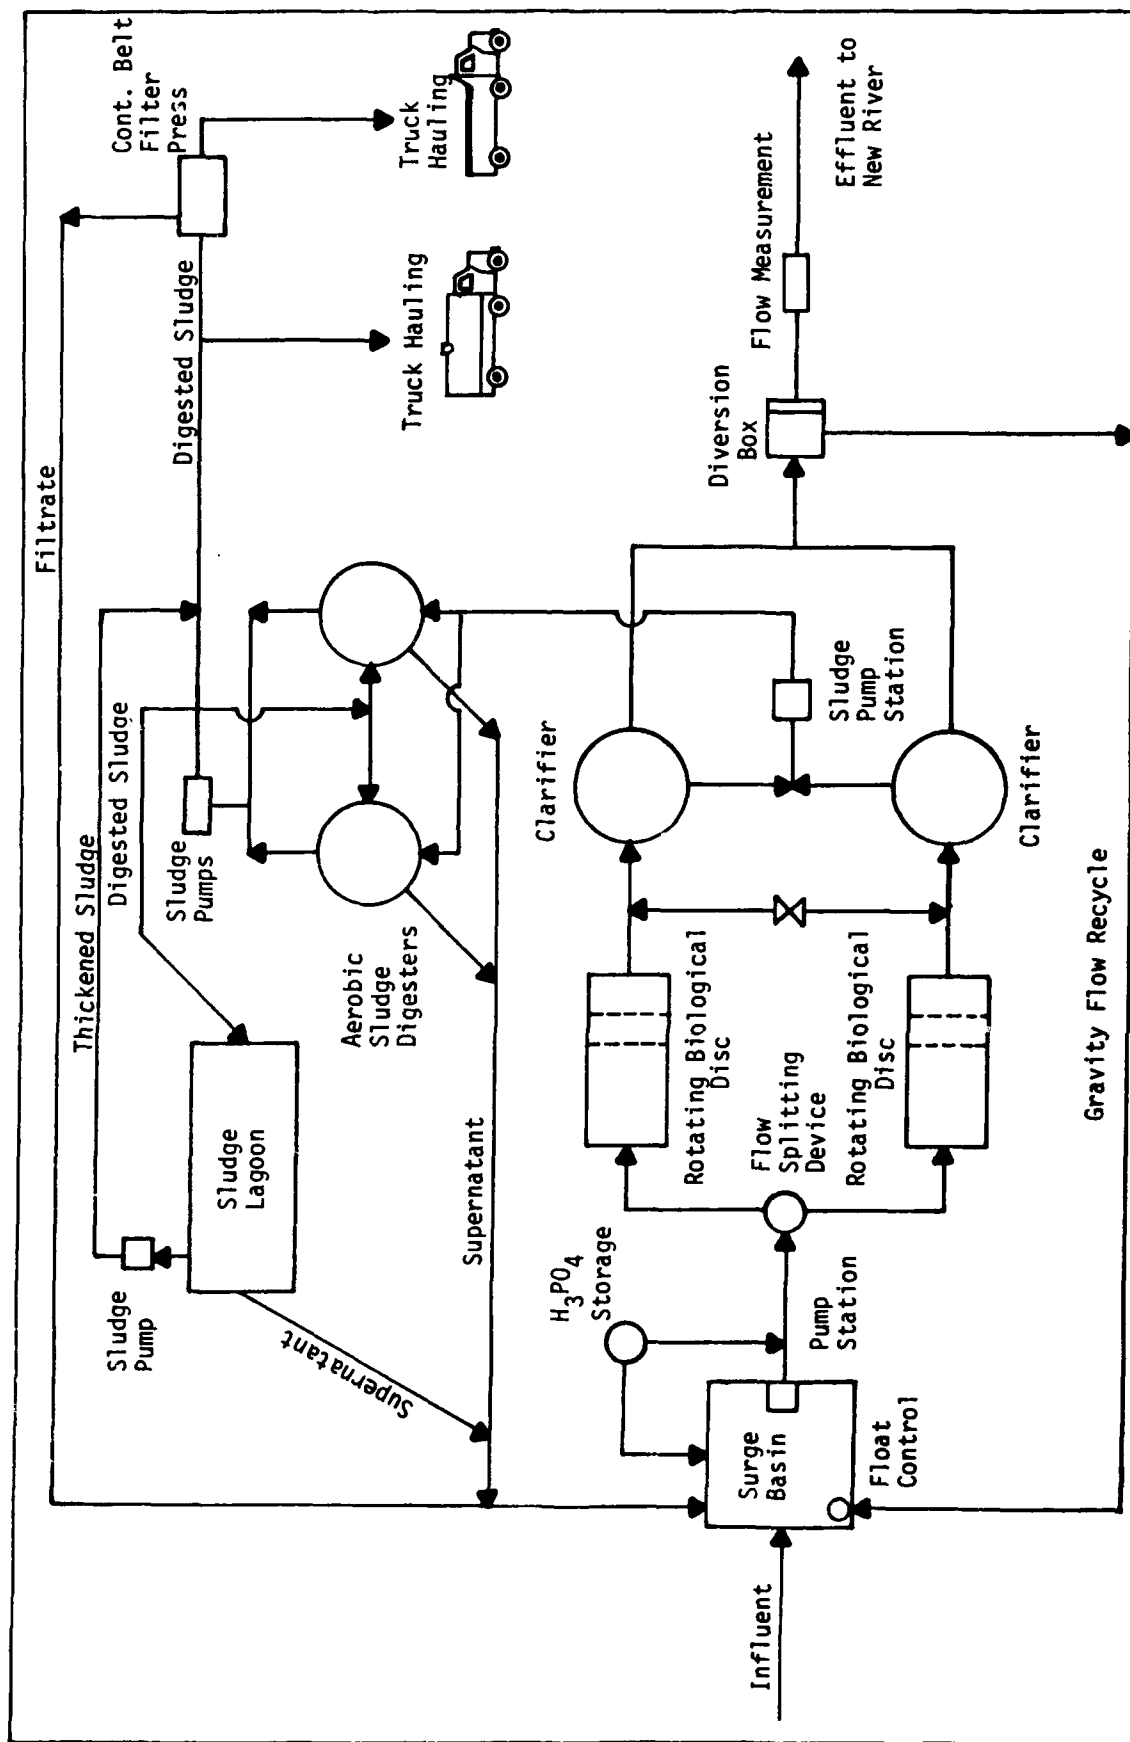 Filtrate
Cont. Belt
Filter
Press
Thickened Sludge
Digested Sludge
Digested Sludge
Sludge
Pump
Sludge
Pumps
Sludge
Lagoon
Truck Hauling
Truck
Hauling
Aerobic
Sludge
Digesters
Supernatant
Supernatant
H3PO4
Storage
Clarifier
Rotating Biological
Disc
Diversion
Box
Flow Measurement
Effluent to
New River
Influent
Surge
Basin
Pump
Station
Flow
Splitting
Device
Sludge
Pump
Station
Rotating Biological
Disc
Float
Control
Clarifier
Gravity Flow Recycle